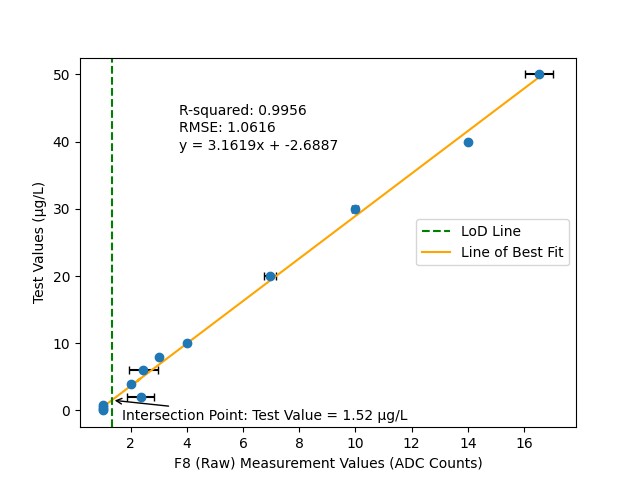 50
40
30
20
10
0
Test Values (µg/L)
R-squared: 0.9956
RMSE: 1.0616
y = 3.1619x + -2.6887
LoD Line
Line of Best Fit
Intersection Point: Test Value = 1.52 µg/L
2 4 6 8 10 12 14 16
F8 (Raw) Measurement Values (ADC Counts)